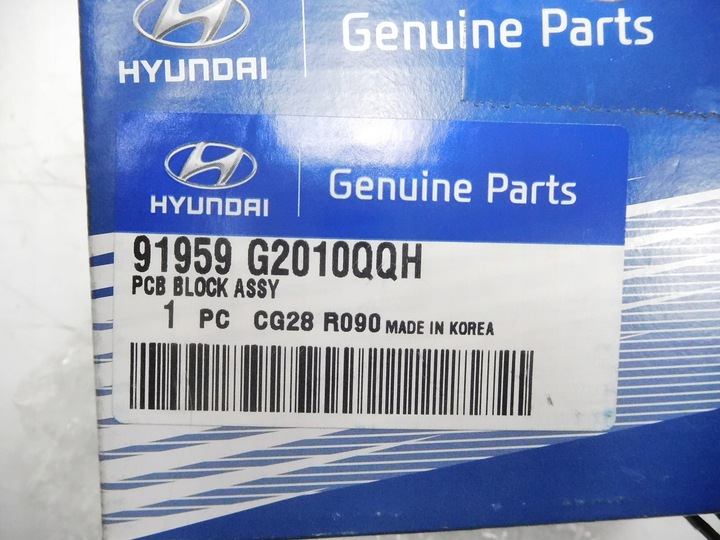 HYUNDAI Genuine Parts
HYUNDAI Genuine Parts
91959 G2010QQH
PCB BLOCK ASSY
1 PC CG28 R090 MADE IN KOREA